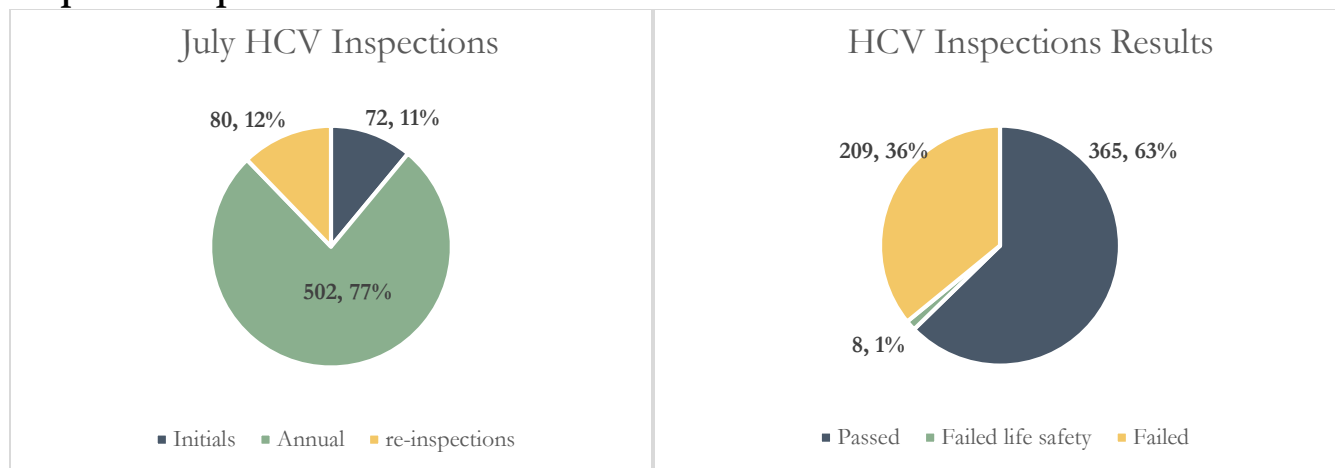 July HCV Inspections
80, 12%
72, 11%
502, 77%
Initials Annual re-inspections
HCV Inspections Results
209, 36%
365, 63%
8, 1%
Passed Failed life safety Failed